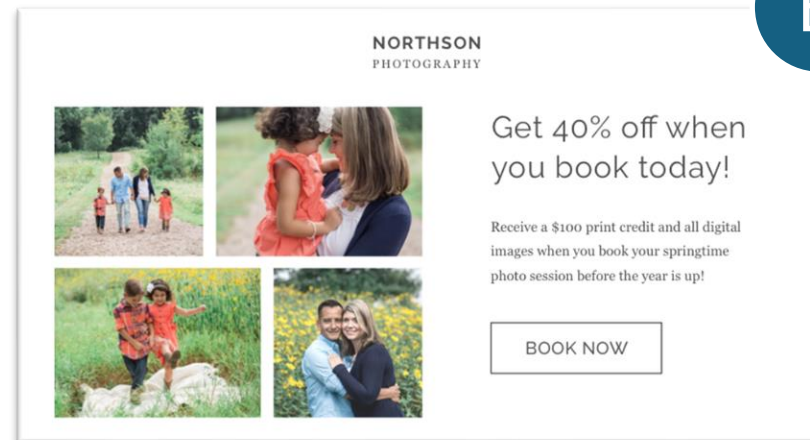 NORTHSON
PHOTOGRAPHY
Get 40% off when
you book today!
Receive a $100 print credit and all digital
images when you book your springtime
photo session before the year is up!
BOOK NOW